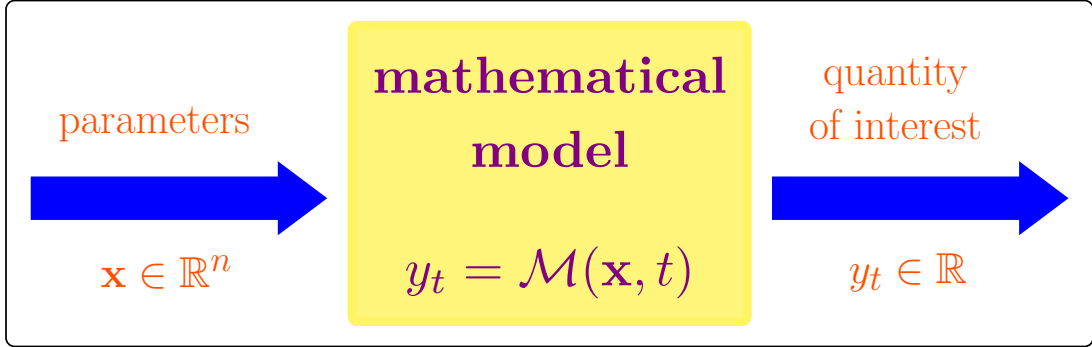 parameters
𝐱 ∈ ℝⁿ
mathematical
model
yₜ = ℳ(𝐱, t)
quantity
of interest
yₜ ∈ ℝ